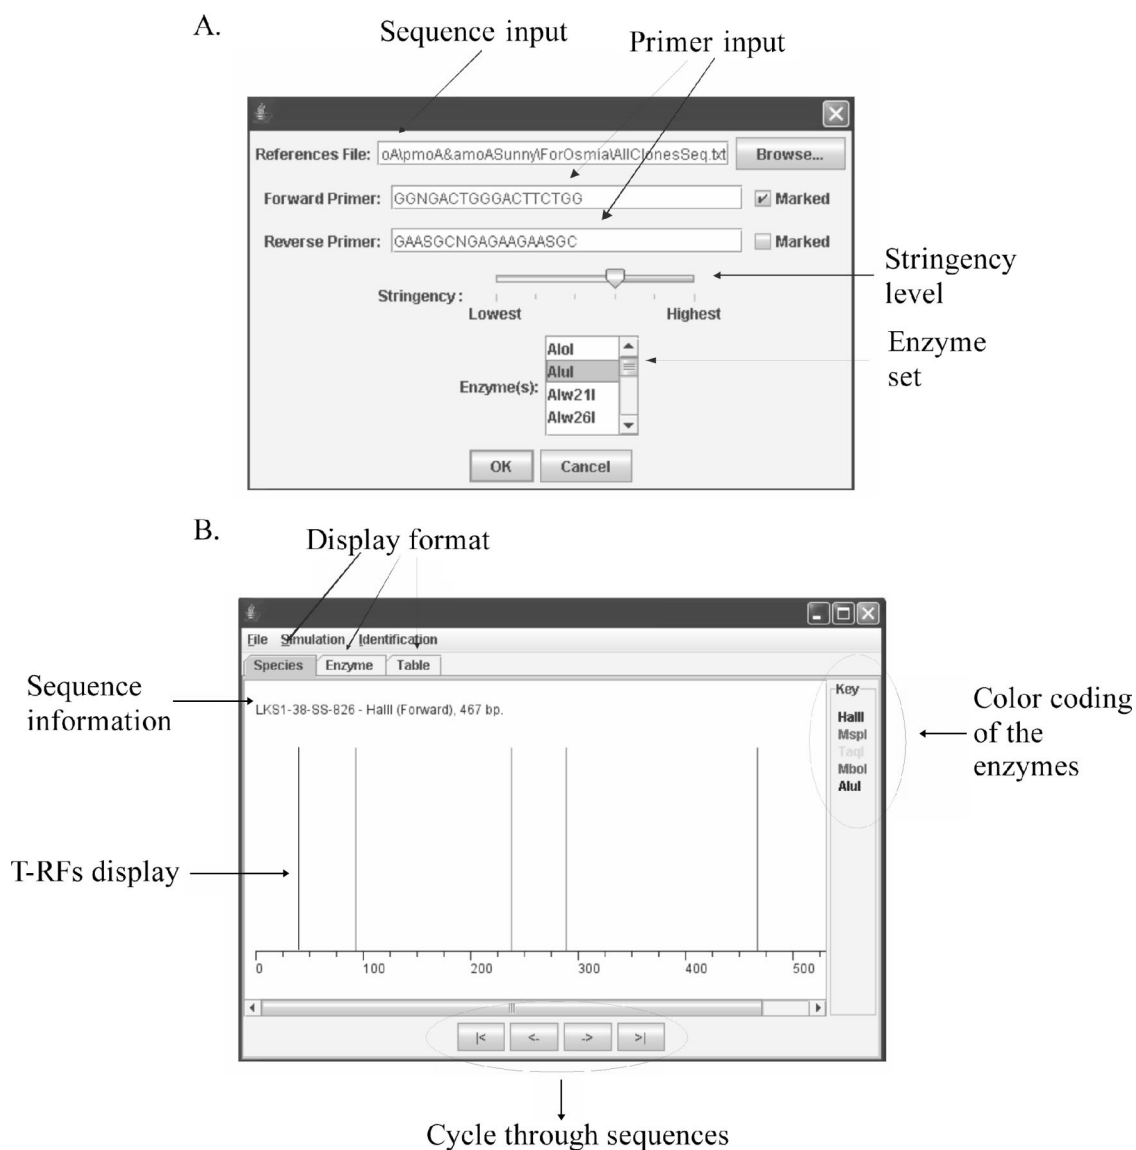 A.
Sequence input
Primer input
References File: oA\pmoA&amoASunny\ForOsmia\AllClonesSeq.txt Browse...
Forward Primer: GGNGACTGGGACTTCTGG Marked
Reverse Primer: GAASGCNGAGAAGAASGC Marked
Stringency level
Stringency :
Lowest Highest
Enzyme set
Enzyme(s):
AloI
AluI
Alw21I
Alw26I
OK Cancel
B.
Display format
File Simulation Identification
Species Enzyme Table
Sequence information
LKS1-38-SS-826 - HaIII (Forward), 467 bp.
Key
HaIII
MspI
TaqI
MboI
AluI
Color coding of the enzymes
T-RFs display
0 100 200 300 400 500
|< <- -> >|
Cycle through sequences